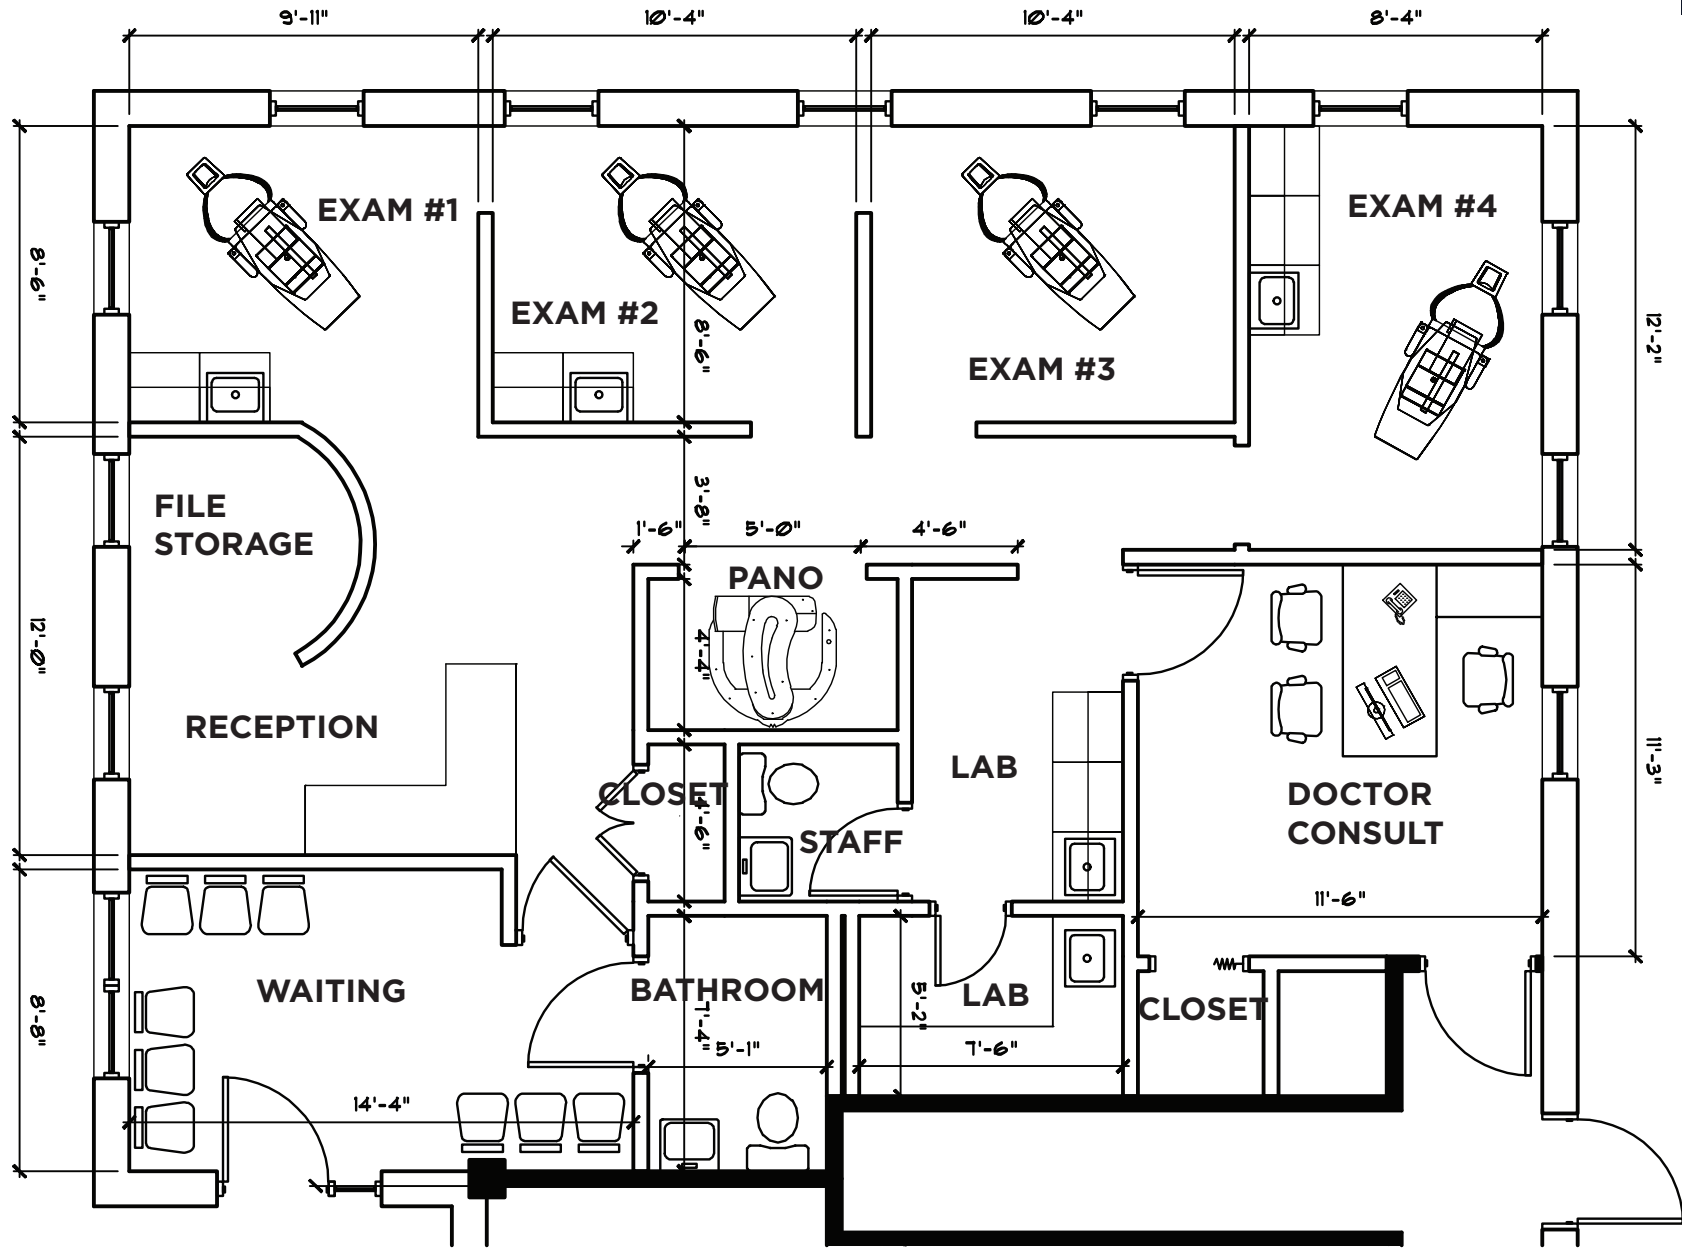 9'-11"
10'-4"
10'-4"
8'-4"
EXAM #1
EXAM #4
8'-6"
EXAM #2
8'-6"
12'-2"
EXAM #3
FILE
STORAGE
3'-8"
1'-6"
5'-0"
4'-6"
PANO
12'-0"
4'-4"
RECEPTION
LAB
11'-3"
CLOSET
4'-6"
STAFF
DOCTOR
CONSULT
11'-6"
WAITING
BATHROOM
LAB
CLOSET
8'-8"
7'-4"
5'-2"
5'-1"
7'-6"
14'-4"